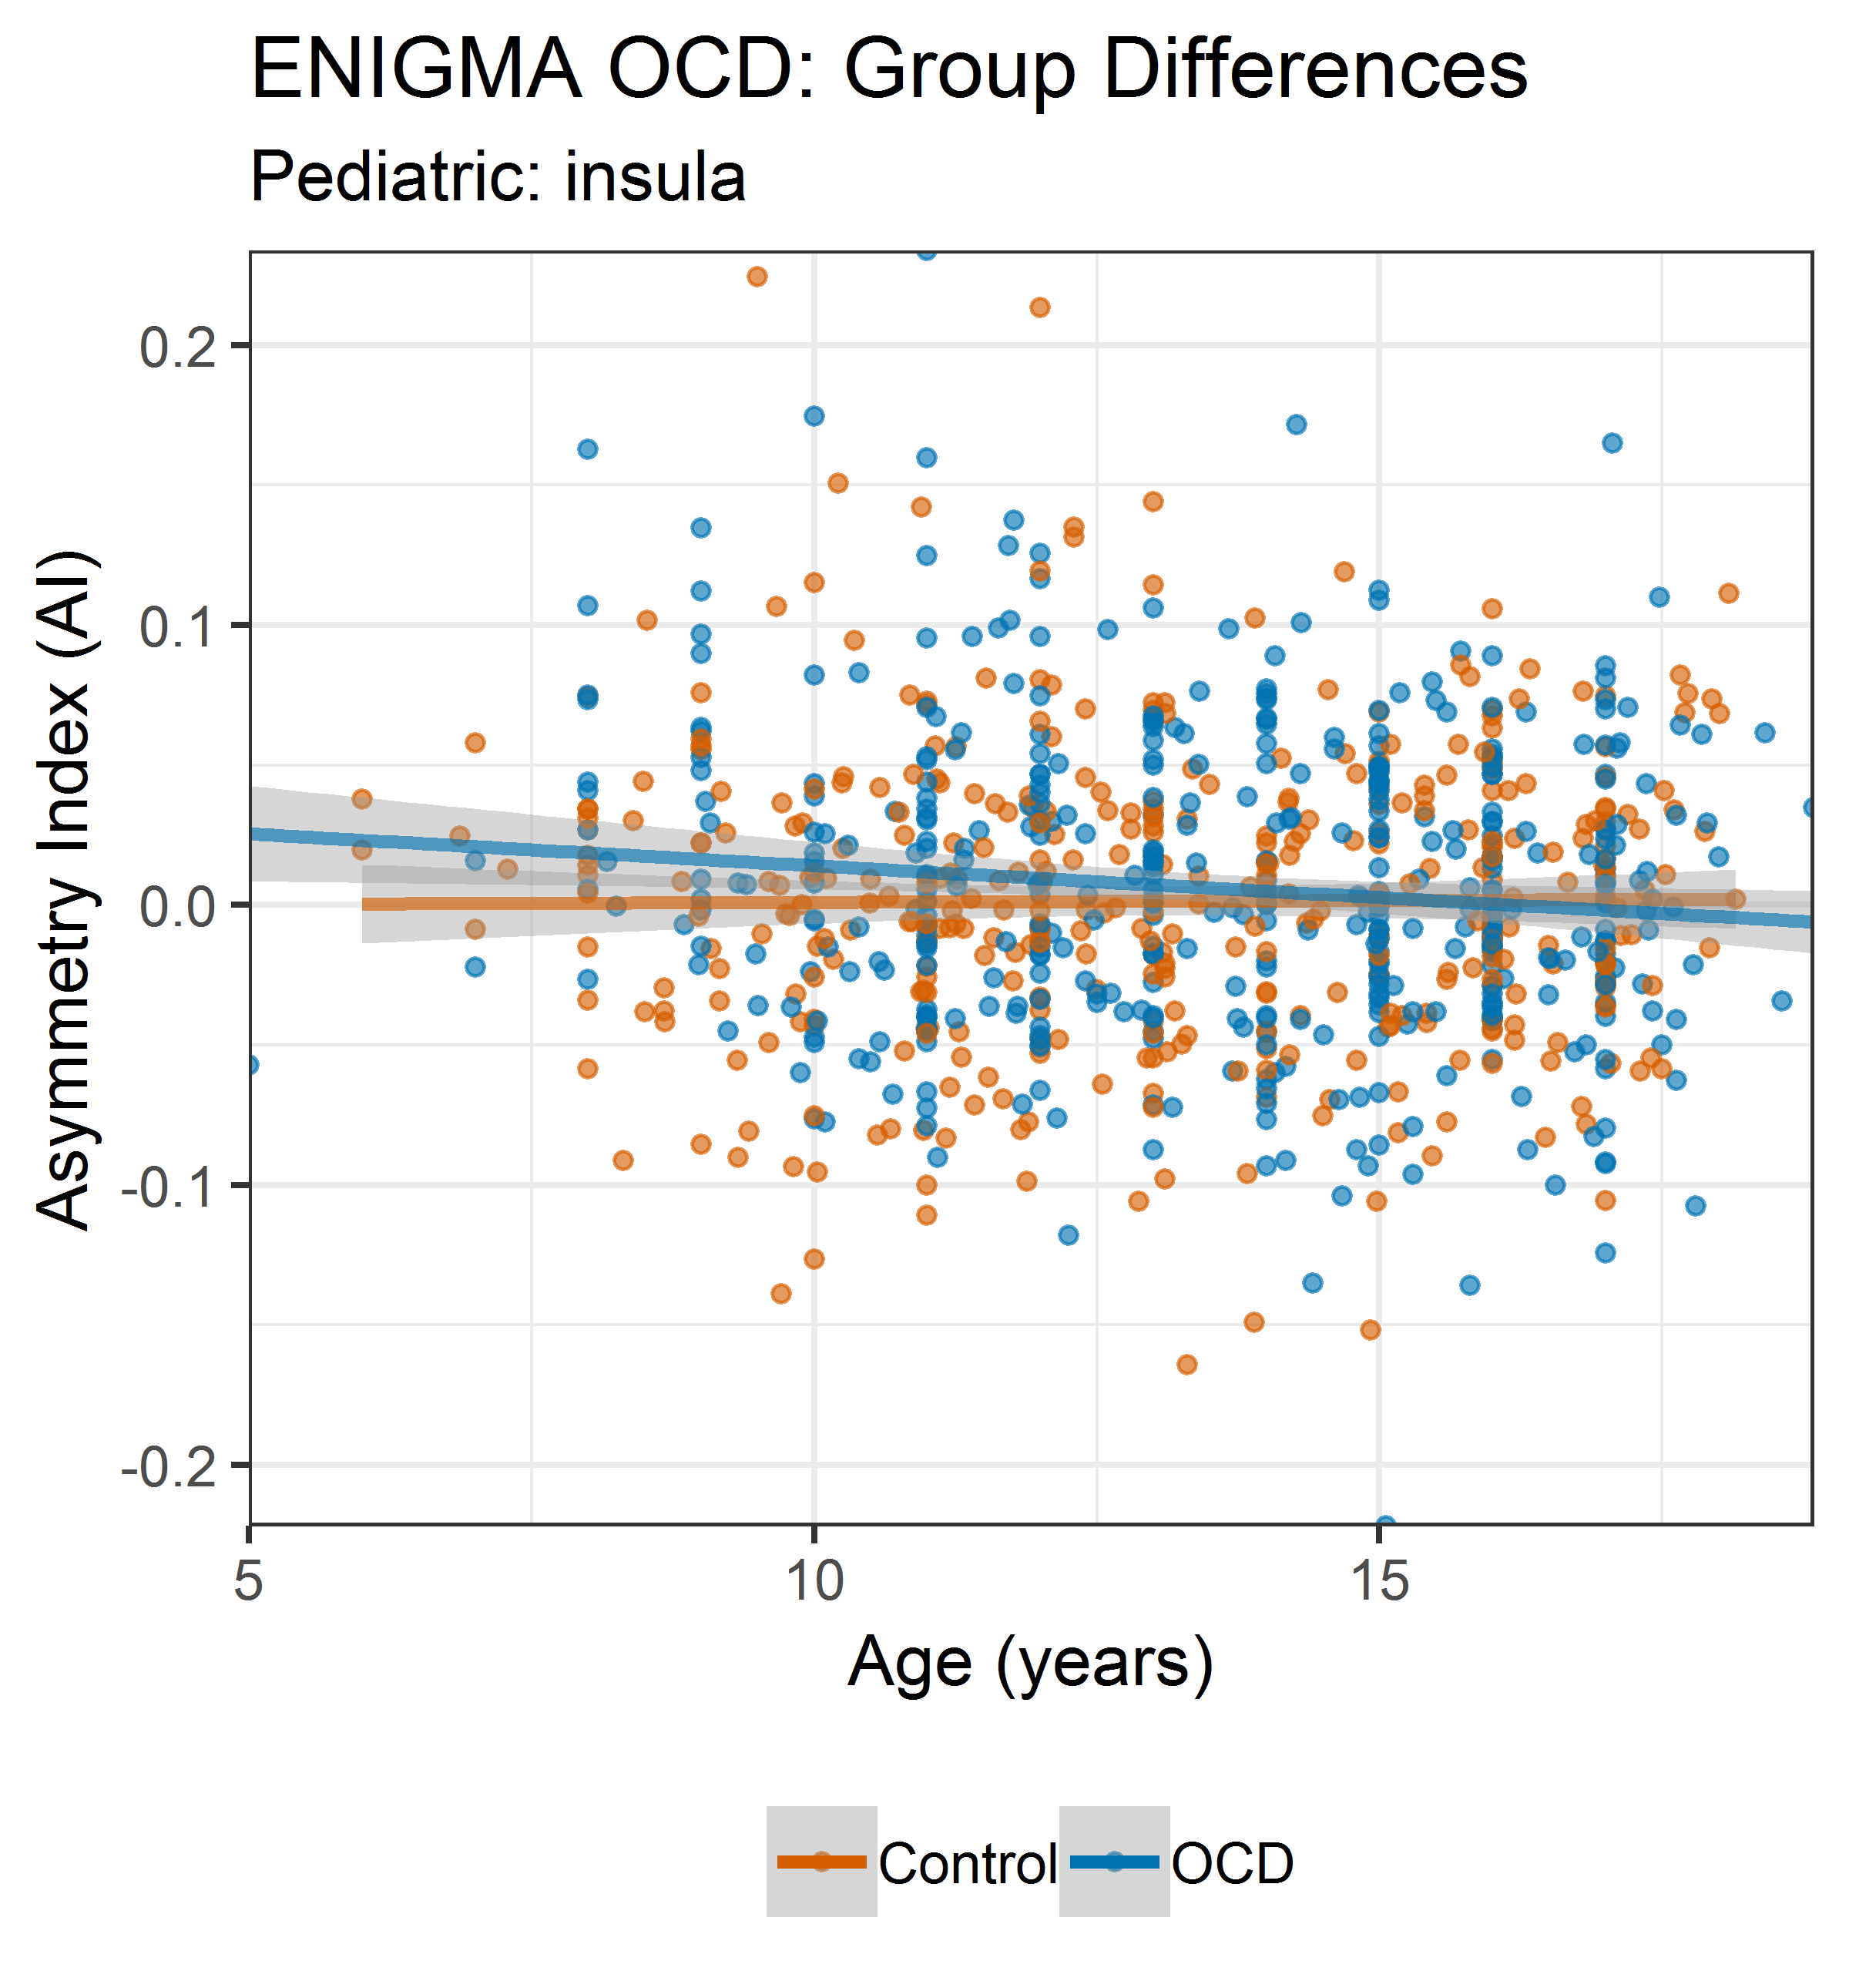 ENIGMA OCD: Group Differences
Pediatric: insula
Asymmetry Index (AI)
0.2
0.1
0.0
-0.1
-0.2
5 10 15
Age (years)
Control OCD